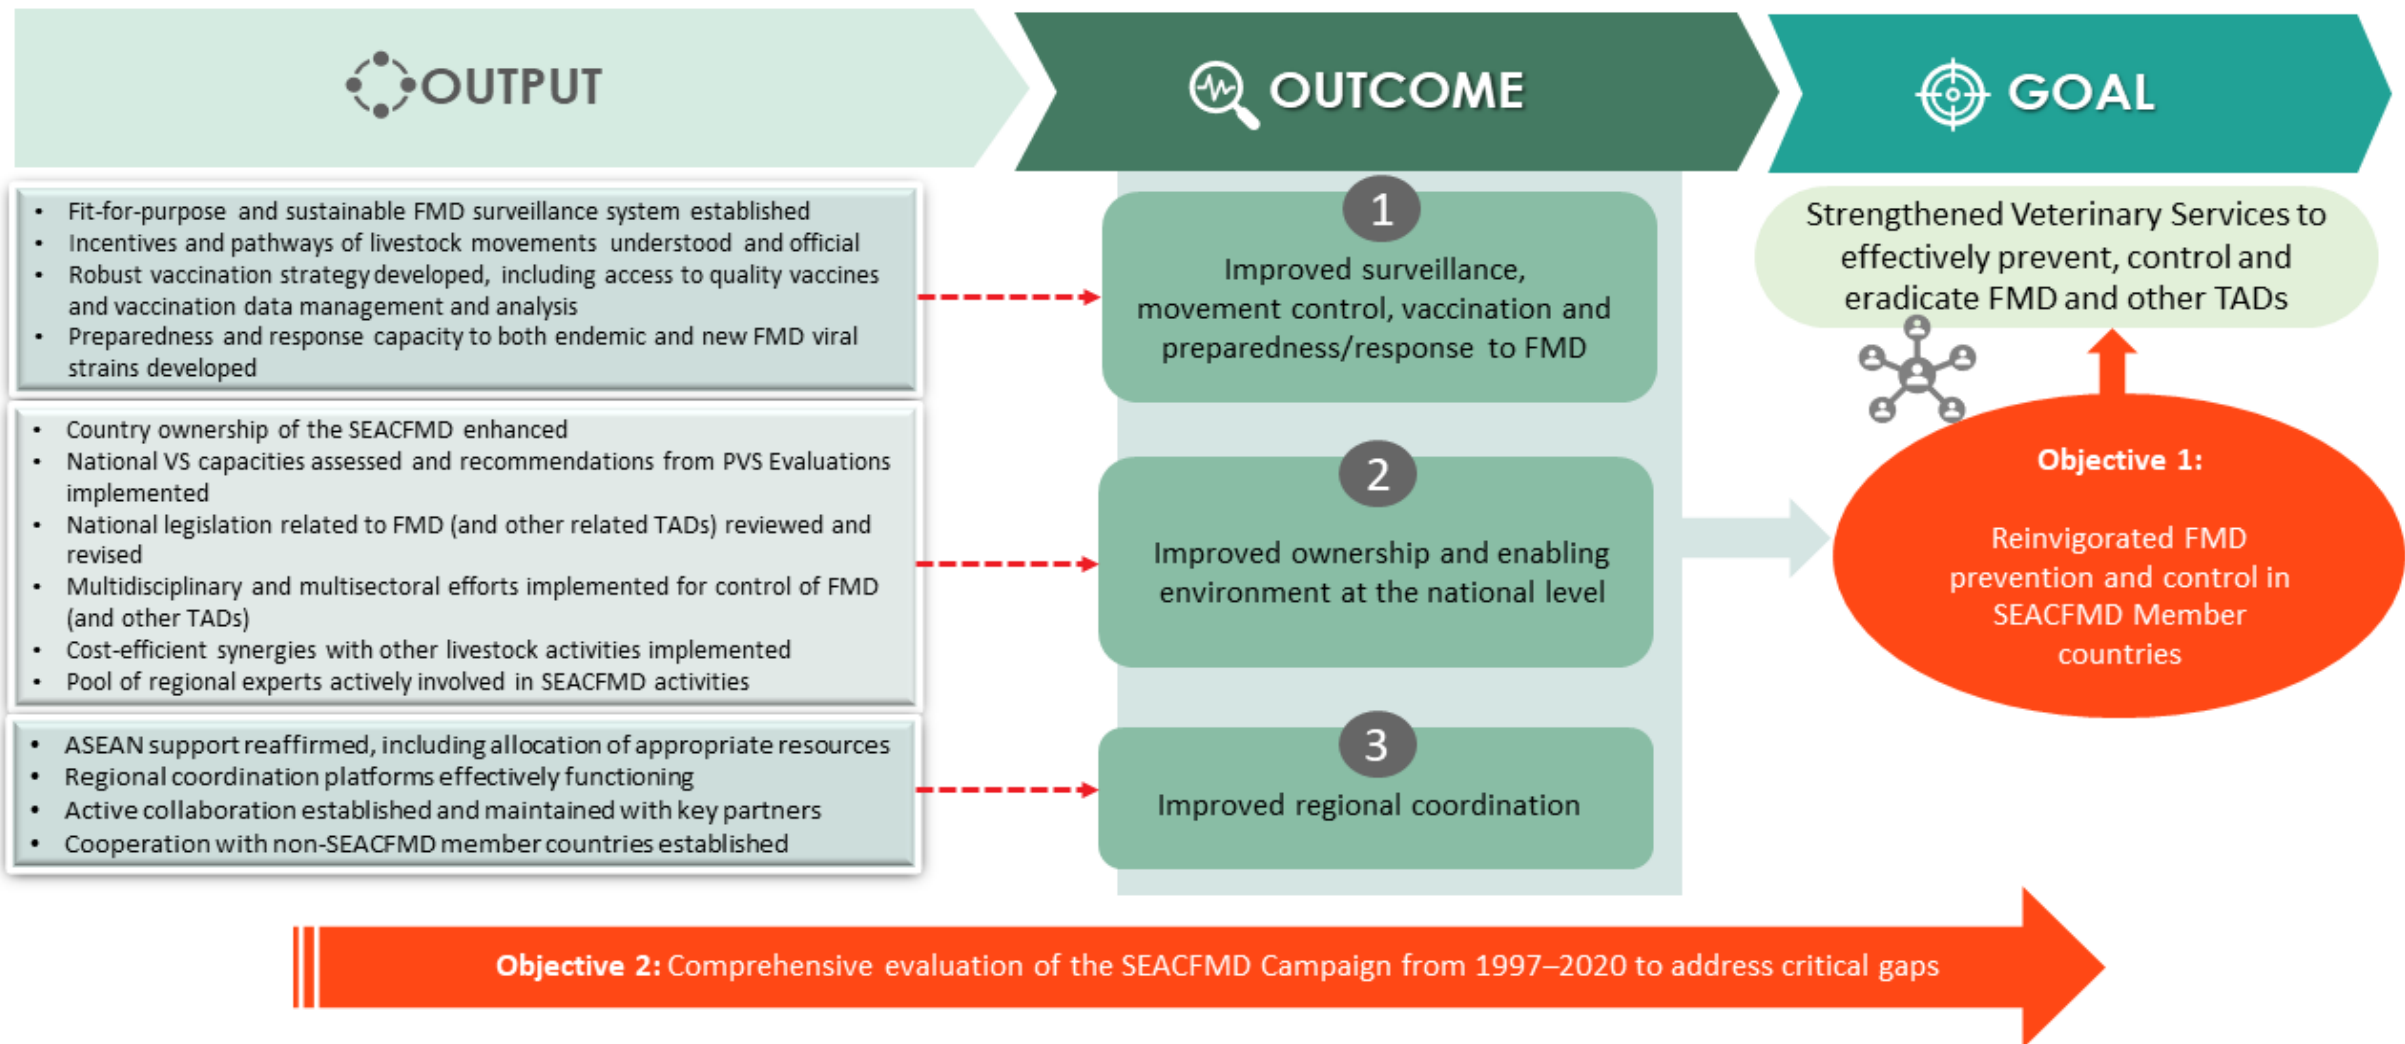 OUTPUT
OUTCOME
GOAL
• Fit-for-purpose and sustainable FMD surveillance system established
• Incentives and pathways of livestock movements understood and official
• Robust vaccination strategy developed, including access to quality vaccines
and vaccination data management and analysis
• Preparedness and response capacity to both endemic and new FMD viral
strains developed
• Country ownership of the SEACFMD enhanced
• National VS capacities assessed and recommendations from PVS Evaluations
implemented
• National legislation related to FMD (and other related TADs) reviewed and
revised
• Multidisciplinary and multisectoral efforts implemented for control of FMD
(and other TADs)
• Cost-efficient synergies with other livestock activities implemented
• Pool of regional experts actively involved in SEACFMD activities
• ASEAN support reaffirmed, including allocation of appropriate resources
• Regional coordination platforms effectively functioning
• Active collaboration established and maintained with key partners
• Cooperation with non-SEACFMD member countries established
1
Improved surveillance,
movement control, vaccination and
preparedness/response to FMD
2
Improved ownership and enabling
environment at the national level
3
Improved regional coordination
Strengthened Veterinary Services to
effectively prevent, control and
eradicate FMD and other TADs
Objective 1:
Reinvigorated FMD
prevention and control in
SEACFMD Member
countries
Objective 2: Comprehensive evaluation of the SEACFMD Campaign from 1997–2020 to address critical gaps